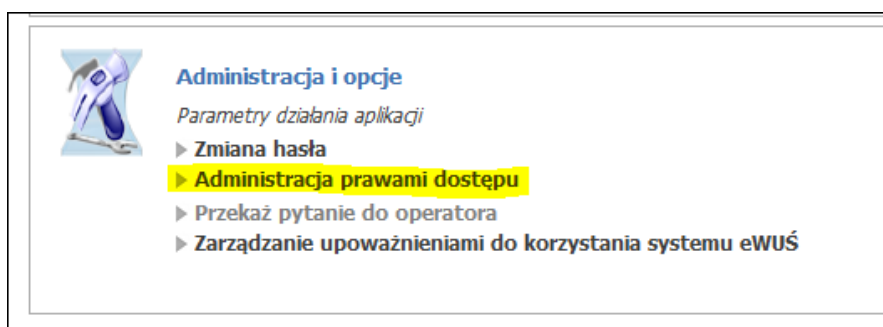 Administracja i opcje
Parametry działania aplikacji
Zmiana hasła
Administracja prawami dostępu
Przekaż pytanie do operatora
Zarządzanie upoważnieniami do korzystania systemu eWUŚ